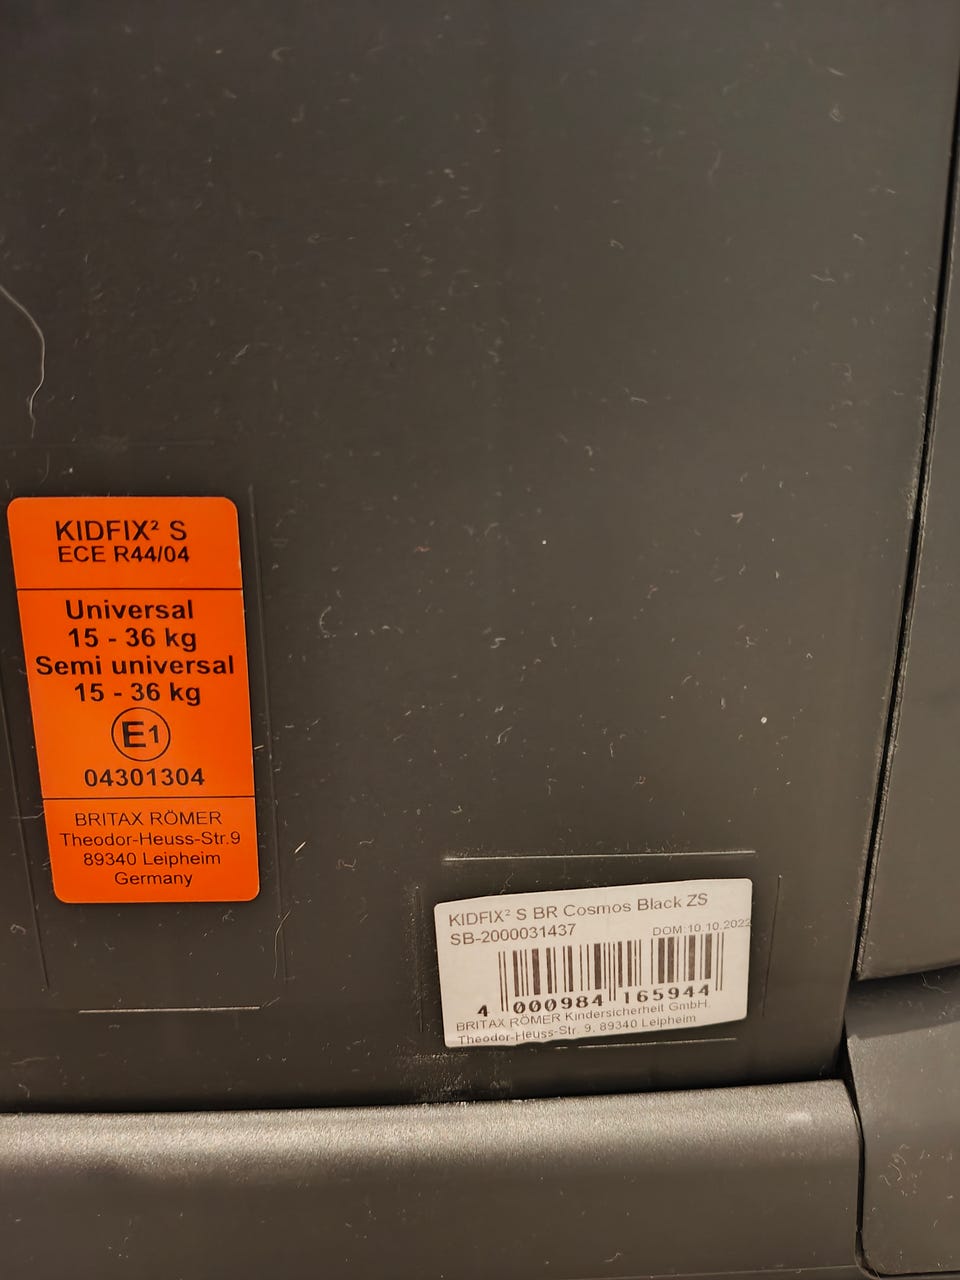 KIDFIX² S
ECE R44/04
Universal
15 - 36 kg
Semi universal
15 - 36 kg
E1
04301304
BRITAX RÖMER
Theodor-Heuss-Str.9
89340 Leipheim
Germany
KIDFIX² S BR Cosmos Black ZS
SB-2000031437
DOM:10.10.2022
4 000984 165944
BRITAX RÖMER Kindersicherheit GmbH.
Theodor-Heuss-Str. 9, 89340 Leipheim